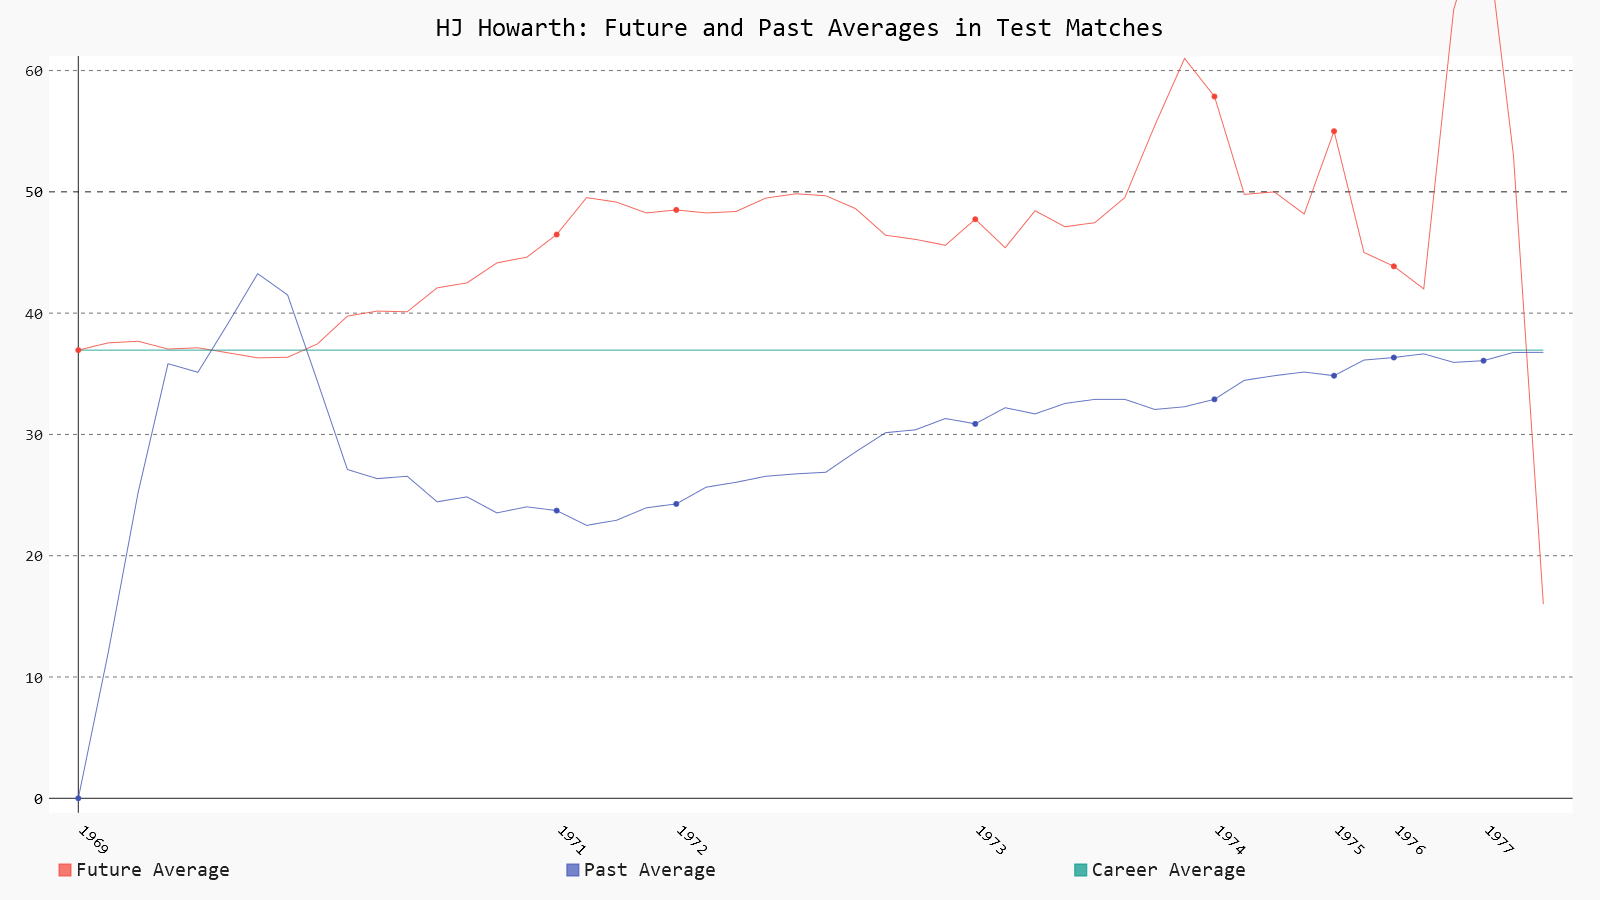 HJ Howarth: Future and Past Averages in Test Matches
60
50
40
30
20
10
0
1969 1971 1972 1973 1974 1975 1976 1977
Future Average Past Average Career Average